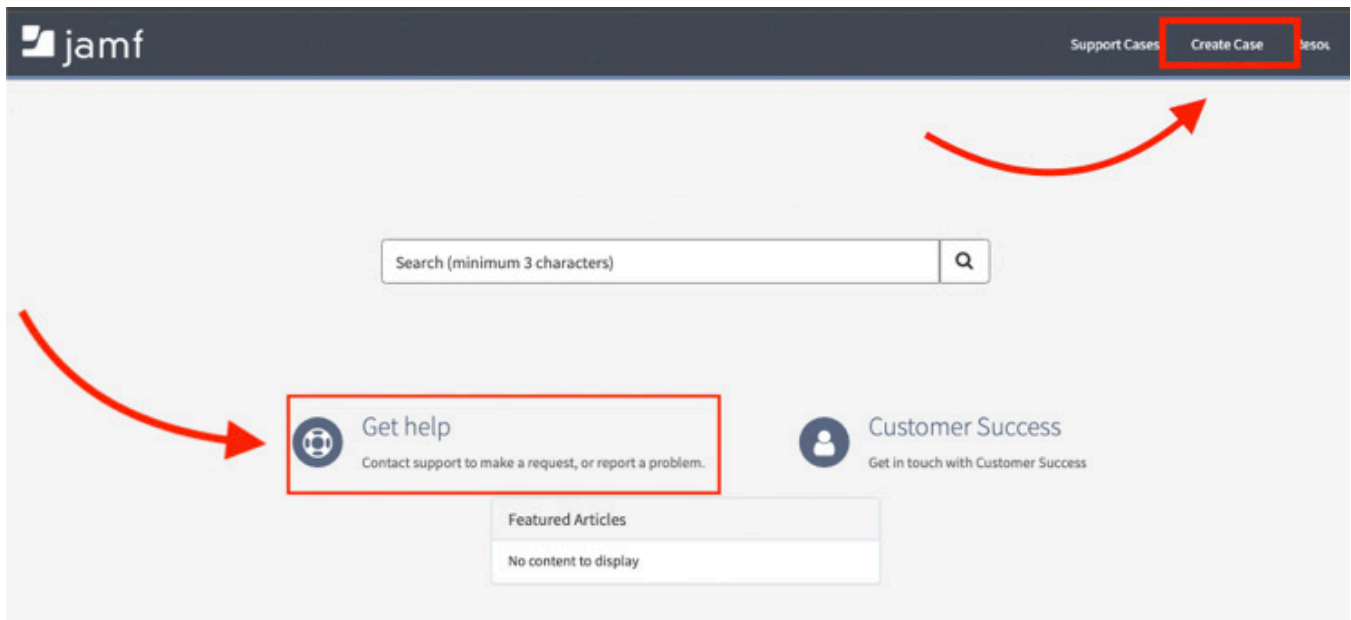 jamf
Support Cases Create Case Resou
Search (minimum 3 characters)
Get help
Contact support to make a request, or report a problem.
Customer Success
Get in touch with Customer Success
Featured Articles
No content to display